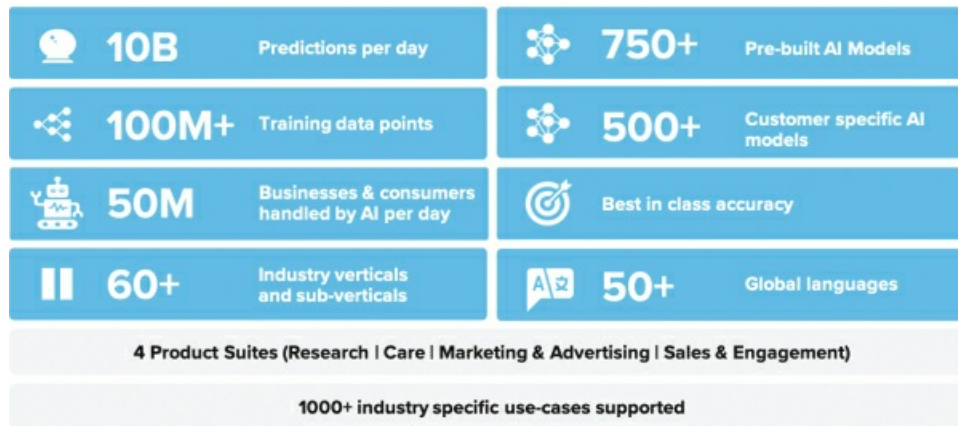 10B Predictions per day
750+ Pre-built AI Models
100M+ Training data points
500+ Customer specific AI
models
50M Businesses & consumers
handled by AI per day
Best in class accuracy
60+ Industry verticals
and sub-verticals
A 文 50+ Global languages
4 Product Suites (Research | Care | Marketing & Advertising | Sales & Engagement)
1000+ industry specific use-cases supported